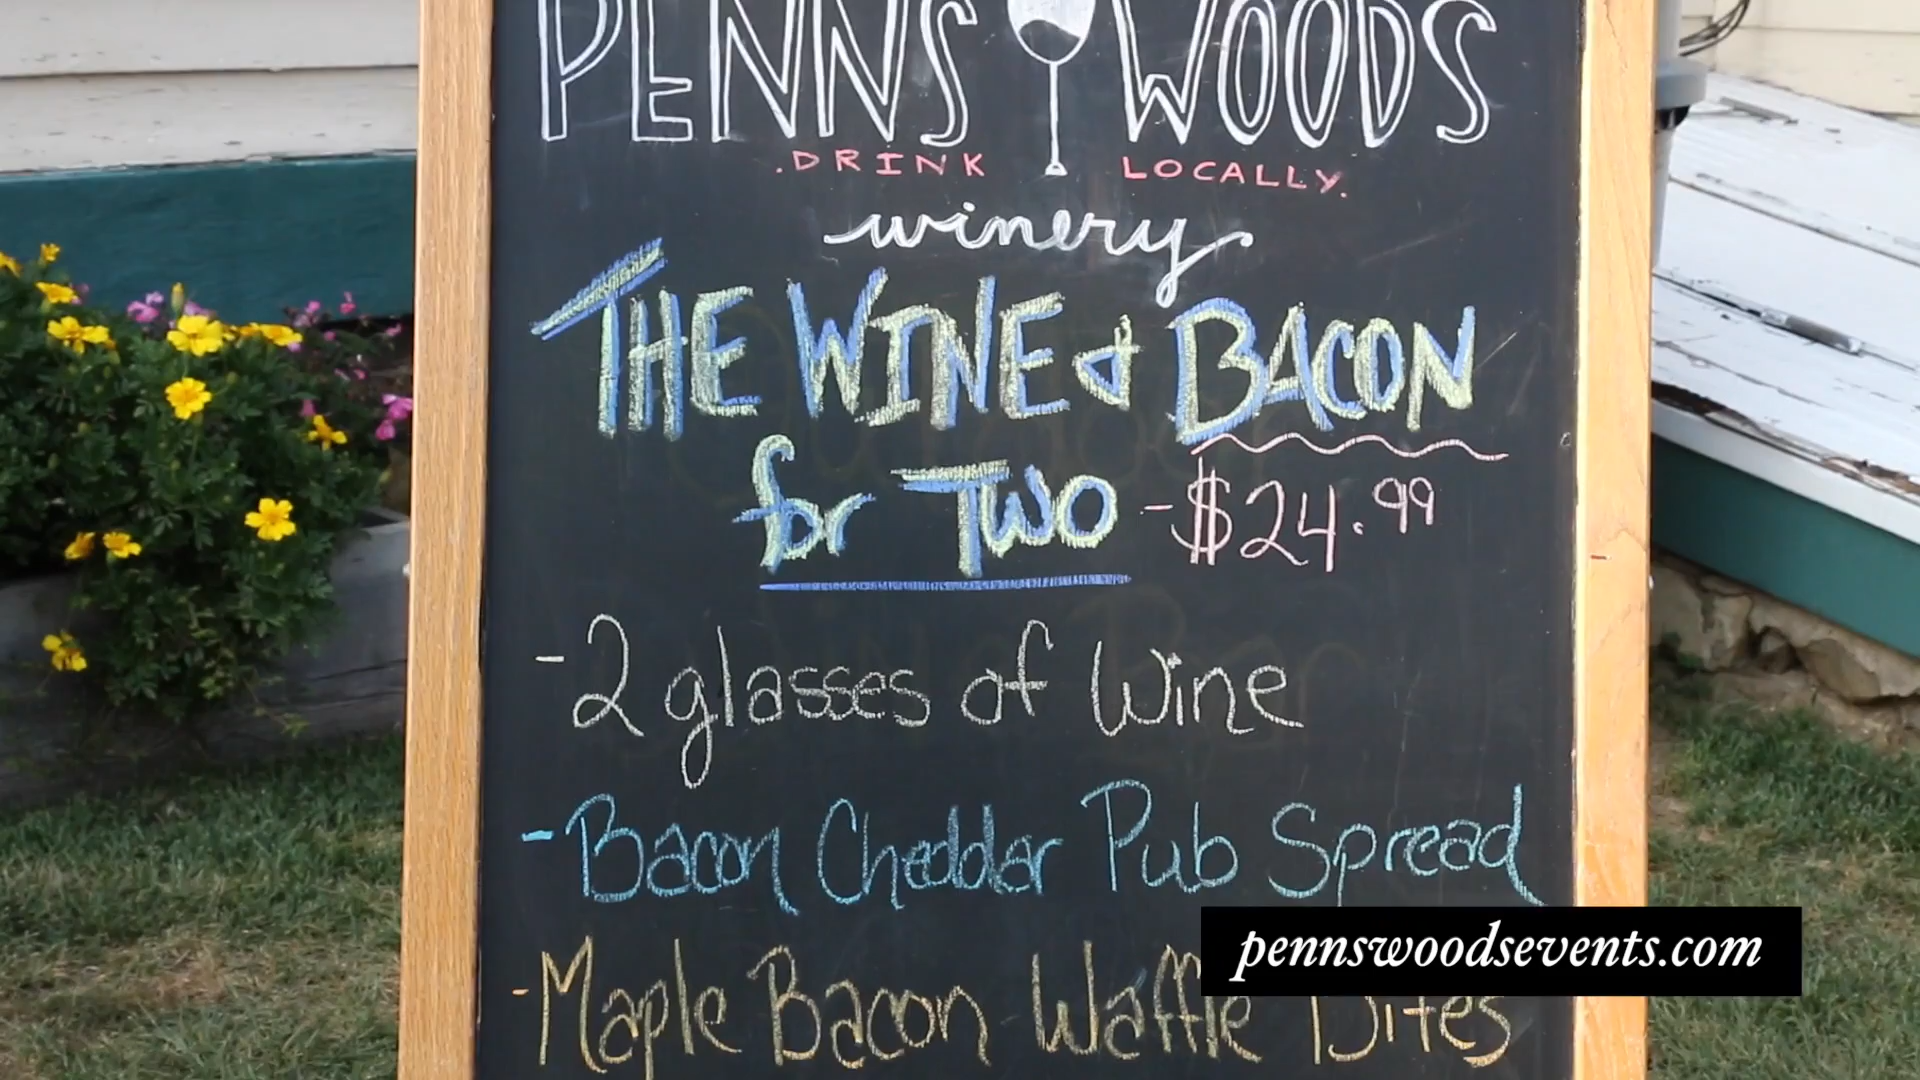 PENNS WOODS
.DRINK LOCALLY.
winery
THE WINE & BACON
for Two -$24.99
-2 glasses of Wine
-Bacon Cheddar Pub Spread
pennswoodsevents.com
-Maple Bacon Waffle Bites